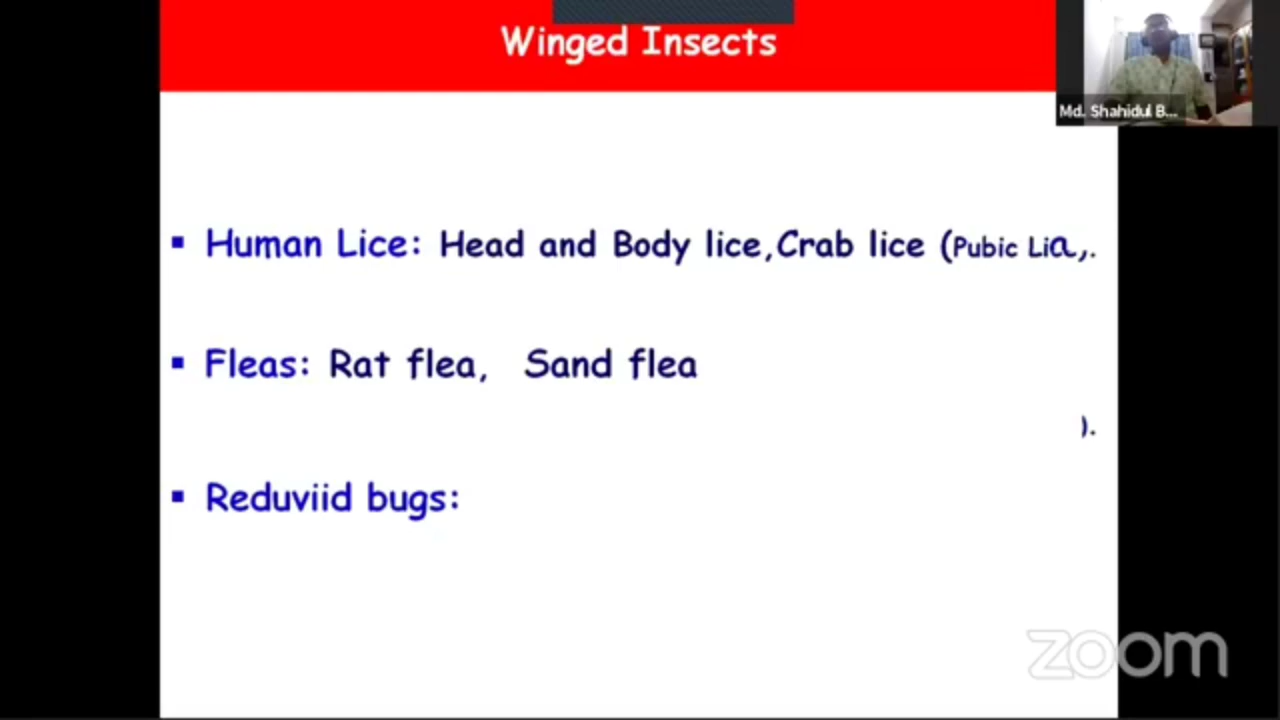 Winged Insects
Md. Shahidul B...
▪ Human Lice: Head and Body lice,Crab lice (Pubic
▪ Fleas: Rat flea, Sand flea
).
▪ Reduviid bugs:
zoom